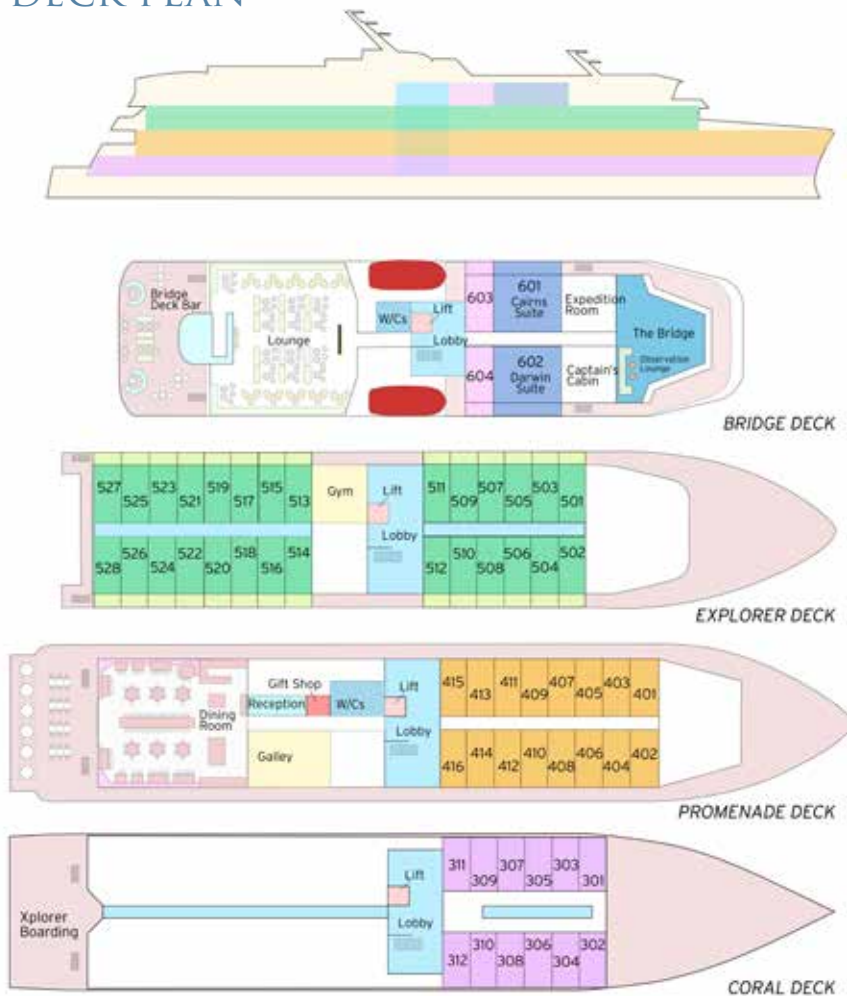 DECK PLAN
Bridge
Deck Bar
Lounge
W/Cs
Lift
Lobby
603
604
601
Cairns
Suite
602
Darwin
Suite
Expedition
Room
Captain's
Cabin
The Bridge
Observation
Lounge
BRIDGE DECK
527
525
523
521
519
517
515
513
Gym
Lift
Lobby
511
509
507
505
503
501
528
526
524
522
520
518
516
514
512
510
508
506
504
502
EXPLORER DECK
Dining
Room
Gift Shop
Reception
W/Cs
Galley
Lift
Lobby
415
413
411
409
407
405
403
401
416
414
412
410
408
406
404
402
PROMENADE DECK
Xplorer
Boarding
Lift
Lobby
311
309
307
305
303
301
312
310
308
306
304
302
CORAL DECK